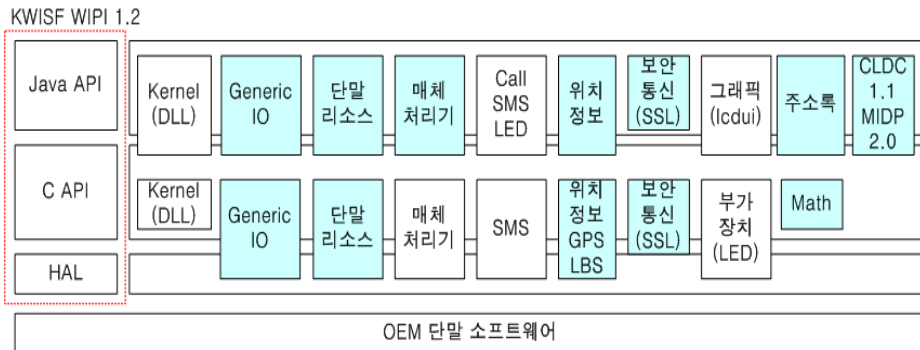 KWISF WIPI 1.2
Java API
Kernel
(DLL)
Generic
IO
단말
리소스
매체
처리기
Call
SMS
LED
위치
정보
보안
통신
(SSL)
그래픽
(lcdui)
주소록
CLDC
1.1
MIDP
2.0
C API
Kernel
(DLL)
Generic
IO
단말
리소스
매체
처리기
SMS
위치
정보
GPS
LBS
보안
통신
(SSL)
부가
장치
(LED)
Math
HAL
OEM 단말 소프트웨어